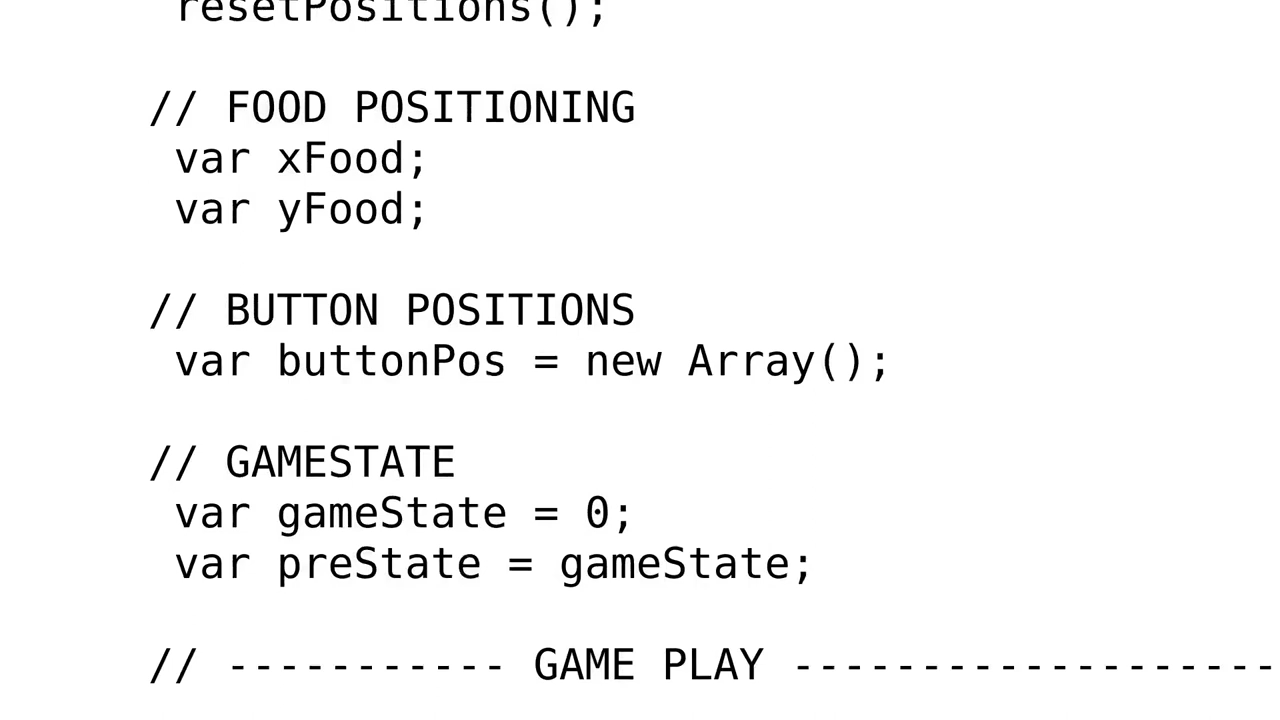 resetPositions();
// FOOD POSITIONING
var xFood;
var yFood;
// BUTTON POSITIONS
var buttonPos = new Array();
// GAMESTATE
var gameState = 0;
var preState = gameState;
// ----------- GAME PLAY -------------------